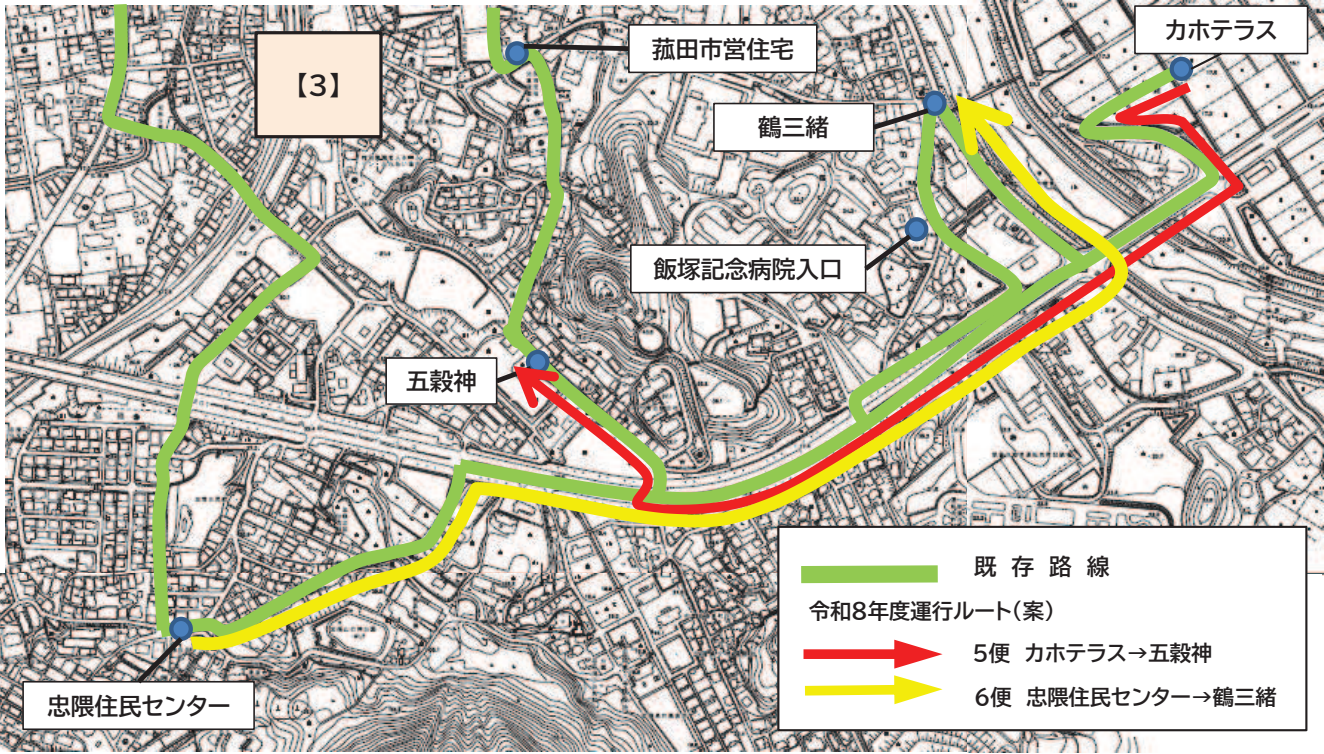 カホテラス
菰田市営住宅
【3】
鶴三緒
飯塚記念病院入口
五穀神
忠隈住民センター
既存路線
令和8年度運行ルート(案)
5便 カホテラス→五穀神
6便 忠隈住民センター→鶴三緒